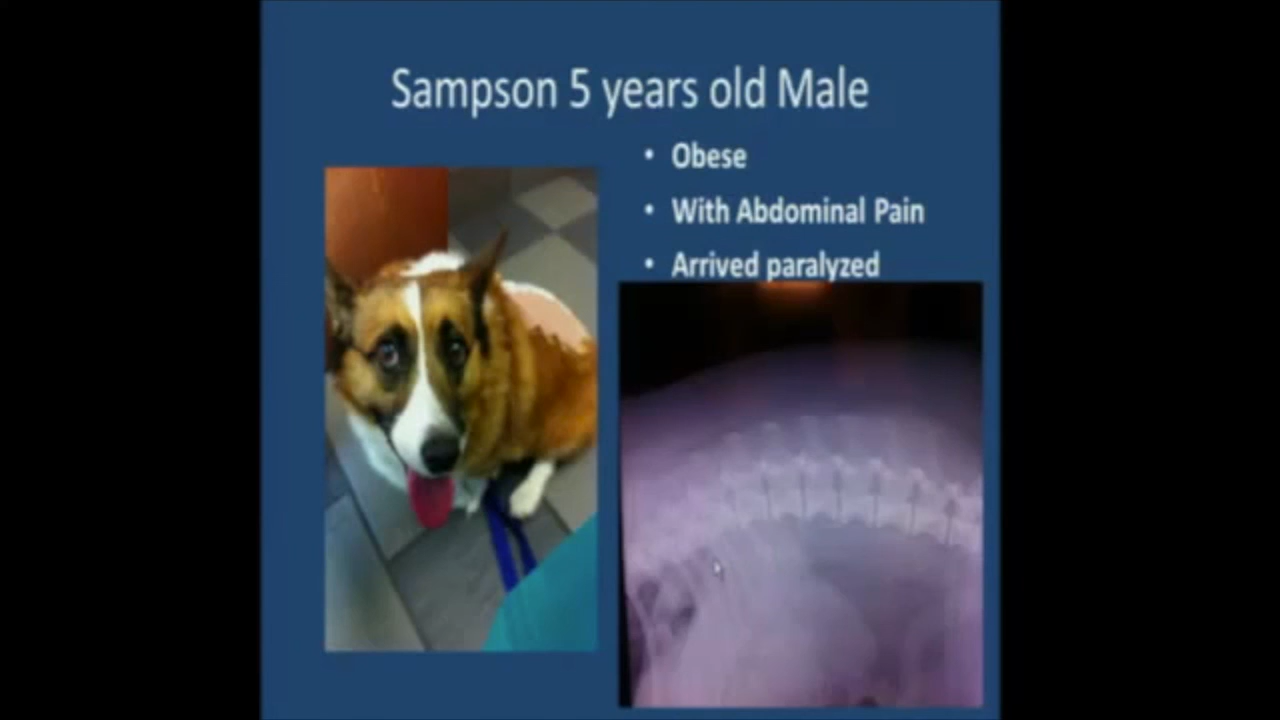 Sampson 5 years old Male
• Obese
• With Abdominal Pain
• Arrived paralyzed